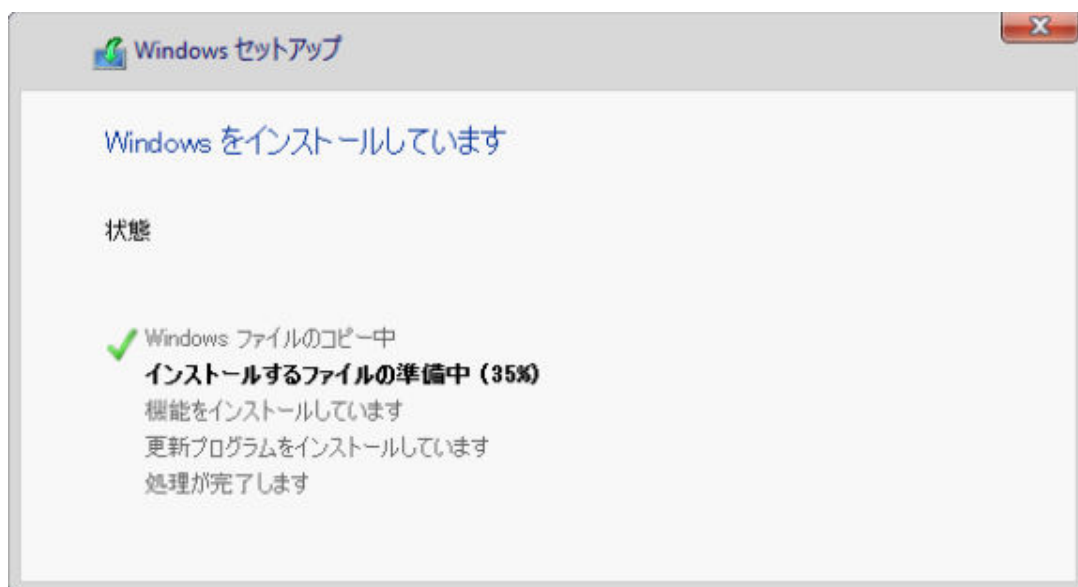 Windows セットアップ
Windows をインストールしています
状態
Windows ファイルのコピー中
インストールするファイルの準備中 (35%)
機能をインストールしています
更新プログラムをインストールしています
処理が完了します